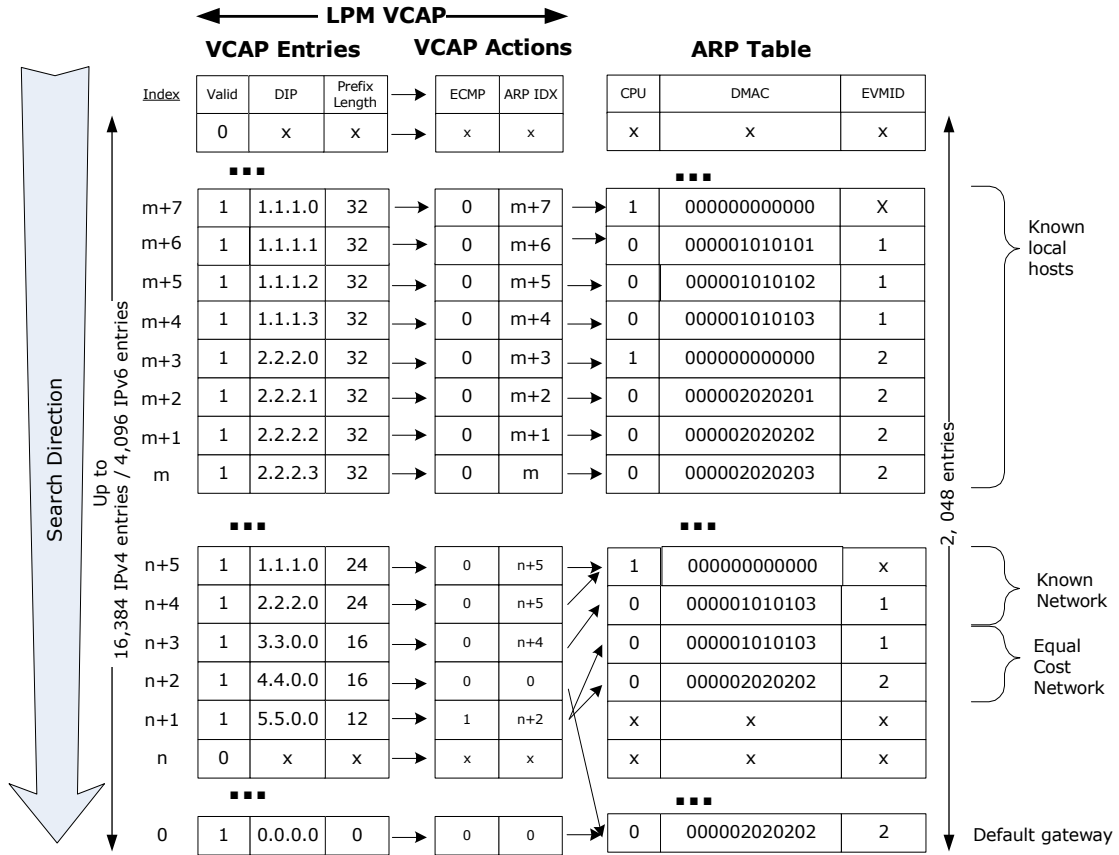 LPM VCAP
VCAP Entries VCAP Actions ARP Table
Index Valid DIP Prefix Length ECMP ARP IDX CPU DMAC EVMID
0 x x x x x x x
... ...
m+7 1 1.1.1.0 32 0 m+7 1 000000000000 X
m+6 1 1.1.1.1 32 0 m+6 0 000001010101 1
m+5 1 1.1.1.2 32 0 m+5 0 000001010102 1
m+4 1 1.1.1.3 32 0 m+4 0 000001010103 1
m+3 1 2.2.2.0 32 0 m+3 1 000000000000 2
m+2 1 2.2.2.1 32 0 m+2 0 000002020201 2
m+1 1 2.2.2.2 32 0 m+1 0 000002020202 2
m 1 2.2.2.3 32 0 m 0 000002020203 2
... ...
n+5 1 1.1.1.0 24 0 n+5 1 000000000000 x
n+4 1 2.2.2.0 24 0 n+5 0 000001010103 1
n+3 1 3.3.0.0 16 0 n+4 0 000001010103 1
n+2 1 4.4.0.0 16 0 0 0 000002020202 2
n+1 1 5.5.0.0 12 1 n+2 x x x
n 0 x x x x x x x
... ...
0 1 0.0.0.0 0 0 0 0 000002020202 2
Search Direction
Up to
16,384 IPv4 entries / 4,096 IPv6 entries
2, 048 entries
Known
local
hosts
Known
Network
Equal
Cost
Network
Default gateway